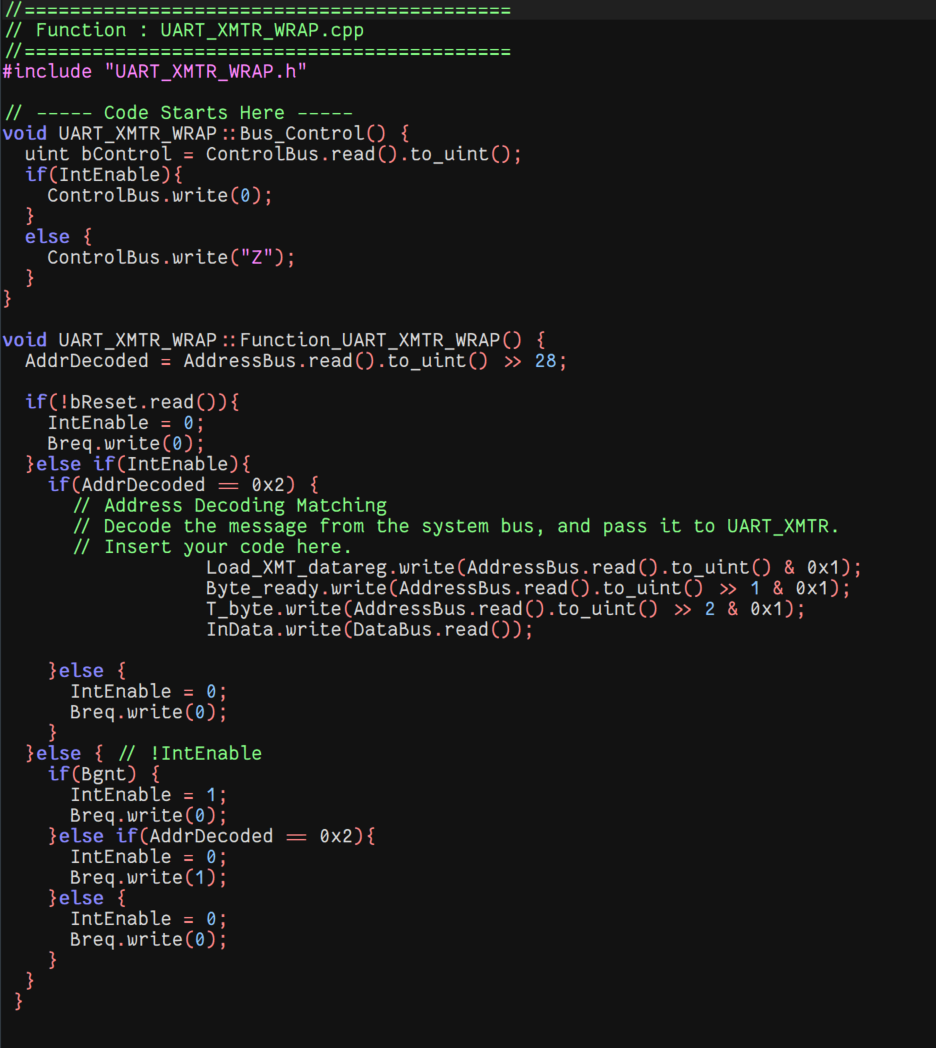 //===========================================
// Function : UART_XMTR_WRAP.cpp
//===========================================
#include "UART_XMTR_WRAP.h"
// ----- Code Starts Here -----
void UART_XMTR_WRAP::Bus_Control() {
  uint bControl = ControlBus.read().to_uint();
  if(IntEnable){
    ControlBus.write(0);
  }
  else {
    ControlBus.write("Z");
  }
}
void UART_XMTR_WRAP::Function_UART_XMTR_WRAP() {
  AddrDecoded = AddressBus.read().to_uint() >> 28;
  if(!bReset.read()){
    IntEnable = 0;
    Breq.write(0);
  }else if(IntEnable){
    if(AddrDecoded == 0x2) {
      // Address Decoding Matching
      // Decode the message from the system bus, and pass it to UART_XMTR.
      // Insert your code here.
                  Load_XMT_datareg.write(AddressBus.read().to_uint() & 0x1);
                  Byte_ready.write(AddressBus.read().to_uint() >> 1 & 0x1);
                  T_byte.write(AddressBus.read().to_uint() >> 2 & 0x1);
                  InData.write(DataBus.read());
    }else {
      IntEnable = 0;
      Breq.write(0);
    }
  }else { // !IntEnable
    if(Bgnt) {
      IntEnable = 1;
      Breq.write(0);
    }else if(AddrDecoded == 0x2){
      IntEnable = 0;
      Breq.write(1);
    }else {
      IntEnable = 0;
      Breq.write(0);
    }
  }
 }